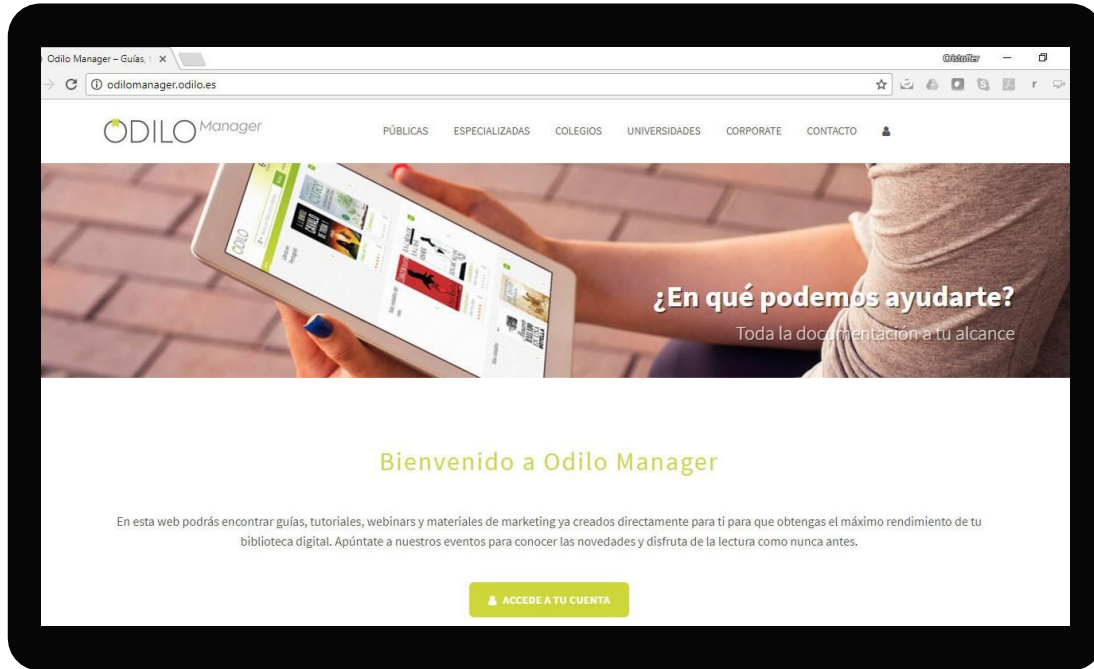 Odilo Manager – Guías, t
Cristoffer
odilomanager.odilo.es
ODILO Manager
PÚBLICAS ESPECIALIZADAS COLEGIOS UNIVERSIDADES CORPORATE CONTACTO
ODILO
¿En qué podemos ayudarte?
Toda la documentación a tu alcance
Bienvenido a Odilo Manager
En esta web podrás encontrar guías, tutoriales, webinars y materiales de marketing ya creados directamente para ti para que obtengas el máximo rendimiento de tu
biblioteca digital. Apúntate a nuestros eventos para conocer las novedades y disfruta de la lectura como nunca antes.
ACCEDE A TU CUENTA